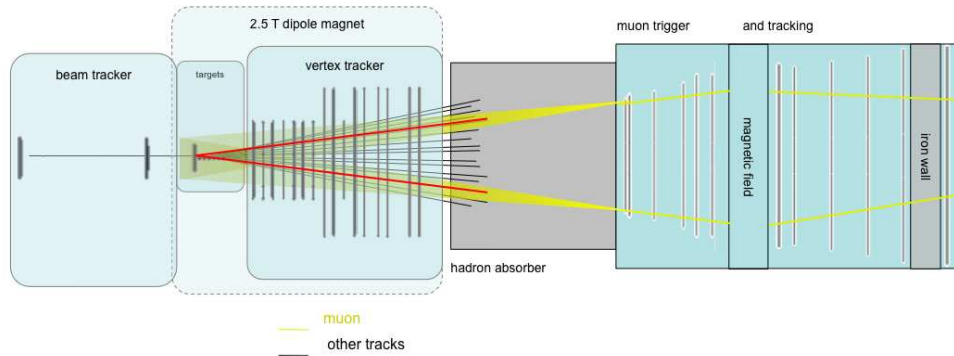 2.5 T dipole magnet
muon trigger
and tracking
beam tracker
targets
vertex tracker
magnetic field
iron wall
hadron absorber
muon
other tracks